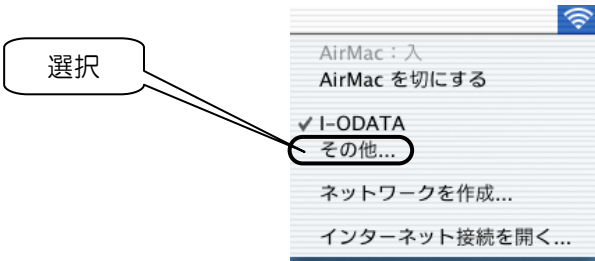 選択
AirMac：入
AirMac を切にする
✓ I-ODATA
その他...
ネットワークを作成...
インターネット接続を開く...